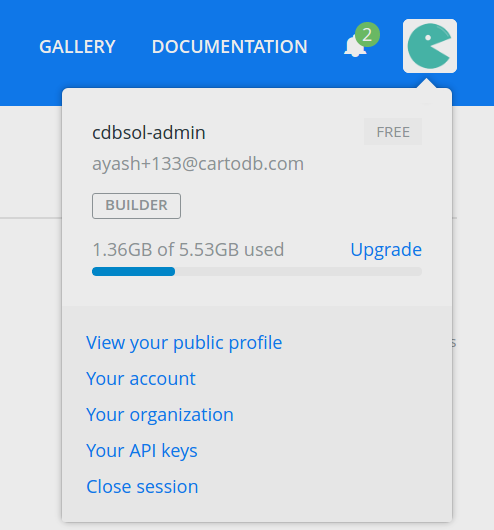 GALLERY DOCUMENTATION 2
cdbsol-admin FREE
ayash+133@cartodb.com
BUILDER
1.36GB of 5.53GB used Upgrade
View your public profile
Your account
Your organization
Your API keys
Close session